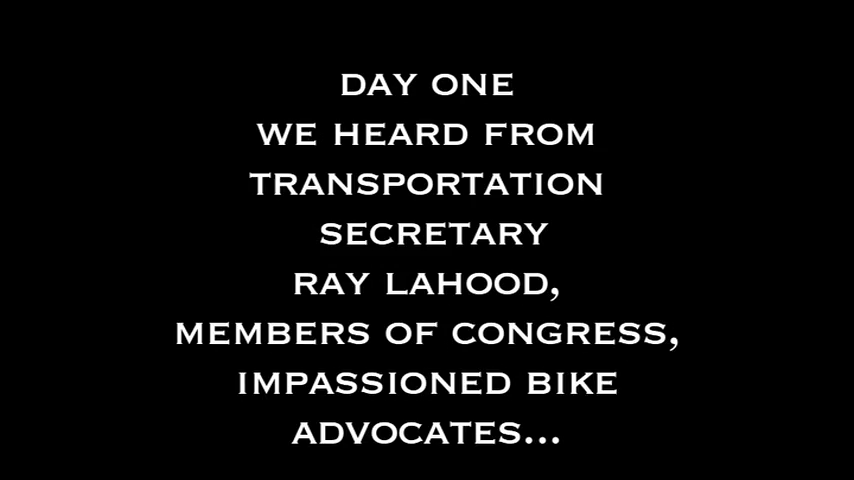 DAY ONE
WE HEARD FROM
TRANSPORTATION
SECRETARY
RAY LAHOOD,
MEMBERS OF CONGRESS,
IMPASSIONED BIKE
ADVOCATES...